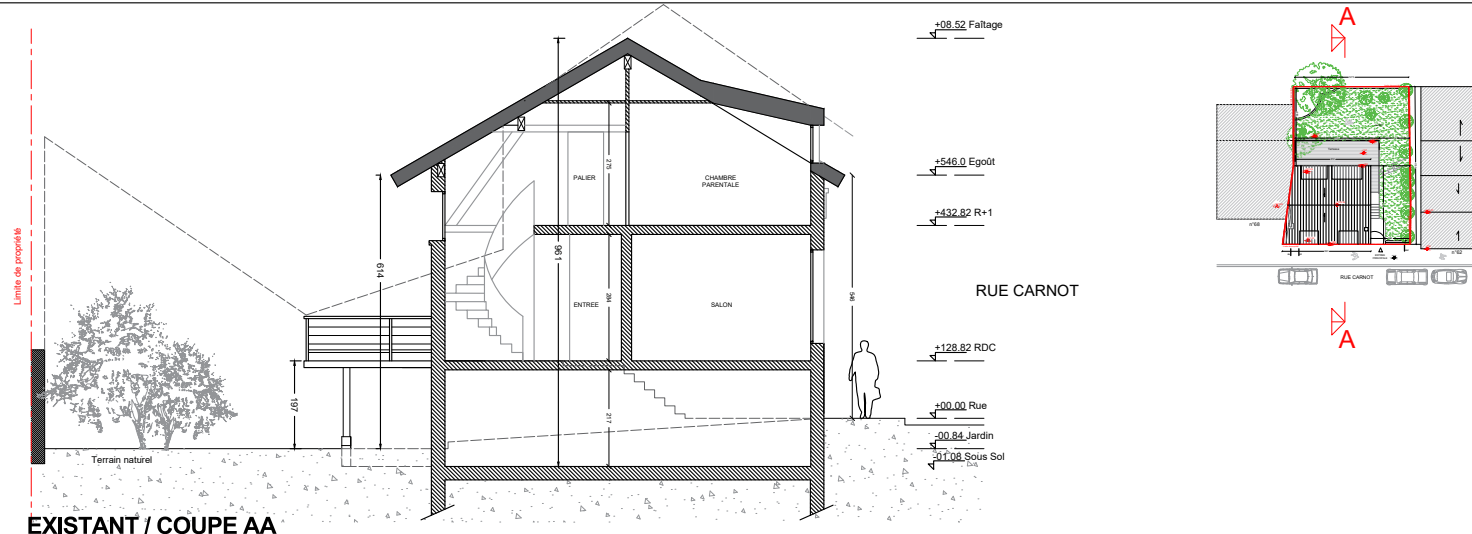 +08.52 Faîtage
A
Limite de propriété
+546.0 Egoût
275
PALIER
CHAMBRE
PARENTALE
+432.82 R+1
n°68
n°62
961
614
RUE CARNOT
RUE CARNOT
284
ENTREE
SALON
546
A
+128.82 RDC
197
+00.00 Rue
217
-00.84 Jardin
-01.08 Sous Sol
Terrain naturel
EXISTANT / COUPE AA